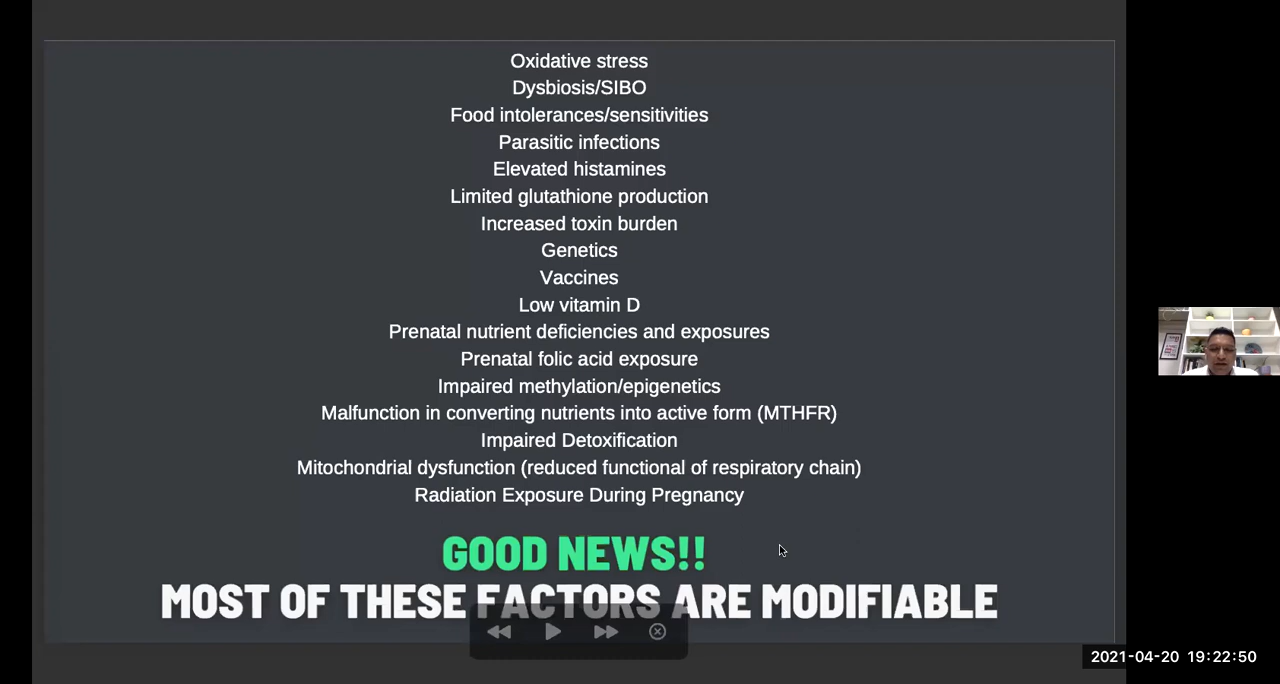 Oxidative stress
Dysbiosis/SIBO
Food intolerances/sensitivities
Parasitic infections
Elevated histamines
Limited glutathione production
Increased toxin burden
Genetics
Vaccines
Low vitamin D
Prenatal nutrient deficiencies and exposures
Prenatal folic acid exposure
Impaired methylation/epigenetics
Malfunction in converting nutrients into active form (MTHFR)
Impaired Detoxification
Mitochondrial dysfunction (reduced functional of respiratory chain)
Radiation Exposure During Pregnancy
GOOD NEWS!!
MOST OF THESE FACTORS ARE MODIFIABLE
2021-04-20 19:22:50